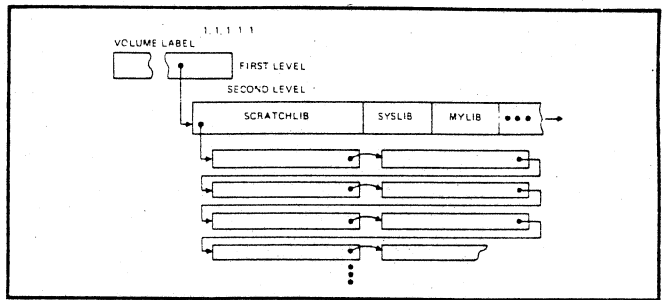 1, 1, 1 1 1
VOLUME LABEL
FIRST LEVEL
SECOND LEVEL
SCRATCHLIB SYSLIB MYLIB